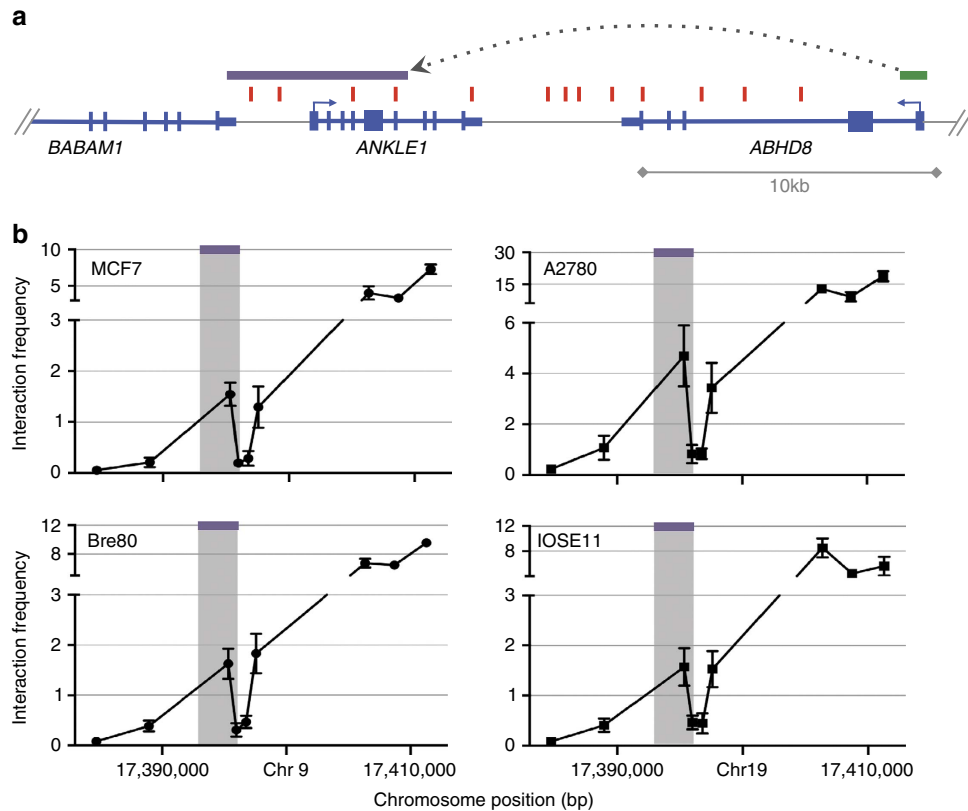 a
BABAM1
ANKLE1
ABHD8
10kb
b
Interaction frequency
10
5
3
2
1
0
MCF7
30
15
6
4
2
0
A2780
Interaction frequency
12
8
3
2
1
0
Bre80
17,390,000
Chr 9
17,410,000
12
8
3
2
1
0
IOSE11
17,390,000
Chr19
17,410,000
Chromosome position (bp)